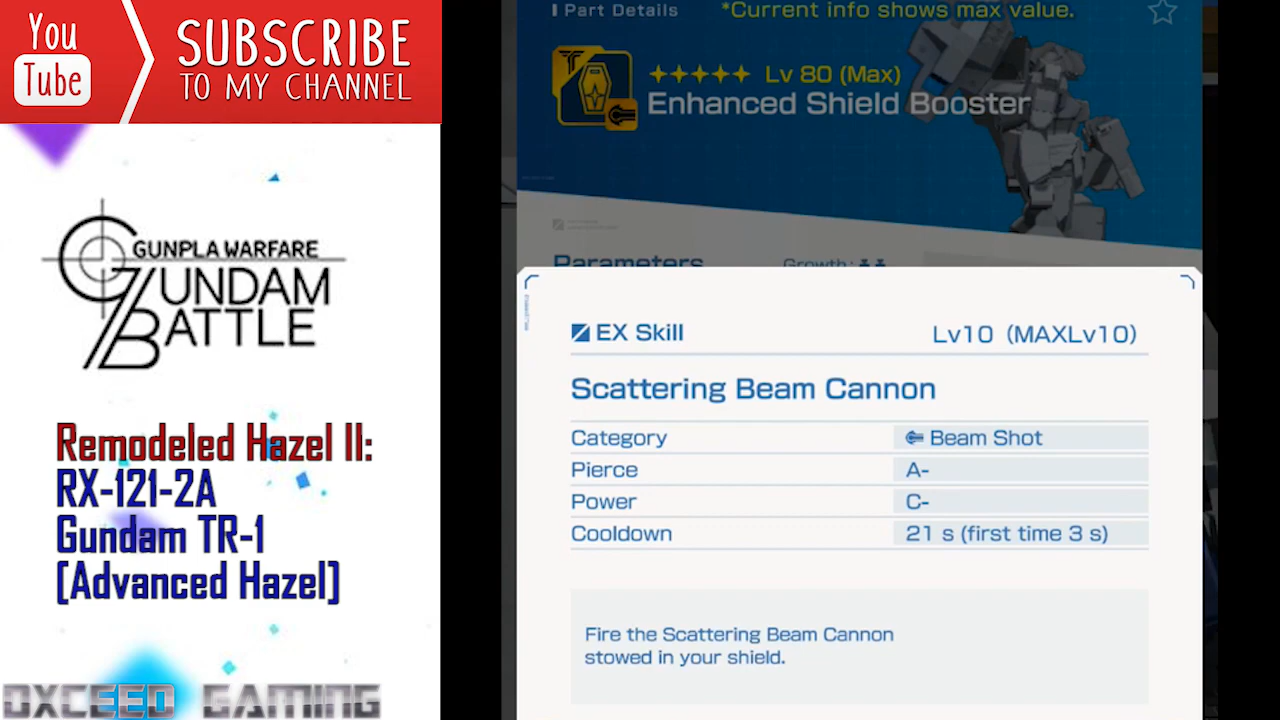 You
Tube
SUBSCRIBE
TO MY CHANNEL
GUNPLA WARFARE
GUNDAM
BATTLE
Remodeled Hazel II:
RX-121-2A
Gundam TR-1
[Advanced Hazel]
OXCEED GAMING
Part Details
*Current info shows max value.
Lv 80 (Max)
Enhanced Shield Booster
Parameters
Growth:
EX Skill
Lv10 (MAXLv10)
Scattering Beam Cannon
Category
Beam Shot
Pierce
A-
Power
C-
Cooldown
21 s (first time 3 s)
Fire the Scattering Beam Cannon
stowed in your shield.